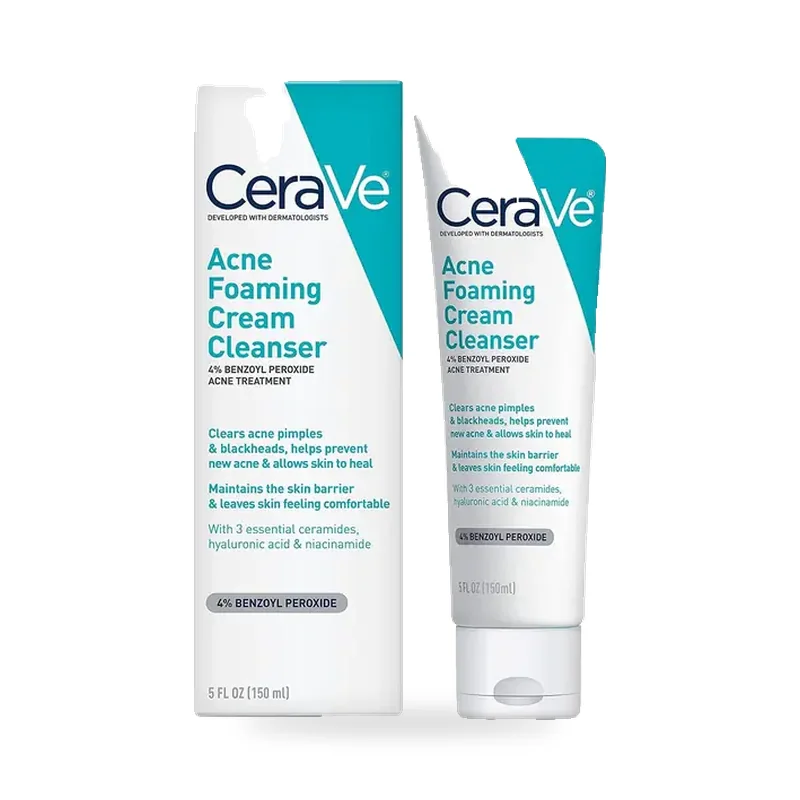 CeraVe®
DEVELOPED WITH DERMATOLOGISTS
Acne
Foaming
Cream
Cleanser
4% BENZOYL PEROXIDE
ACNE TREATMENT
Clears acne pimples
& blackheads, helps prevent
new acne & allows skin to heal
Maintains the skin barrier
& leaves skin feeling comfortable
With 3 essential ceramides,
hyaluronic acid & niacinamide
4% BENZOYL PEROXIDE
5 FL OZ (150 ml)
CeraVe®
DEVELOPED WITH DERMATOLOGISTS
Acne
Foaming
Cream
Cleanser
4% BENZOYL PEROXIDE
ACNE TREATMENT
Clears acne pimples
& blackheads, helps prevent
new acne & allows skin to heal
Maintains the skin barrier
& leaves skin feeling comfortable
With 3 essential ceramides,
hyaluronic acid & niacinamide
4% BENZOYL PEROXIDE
5 FL OZ (150ml)